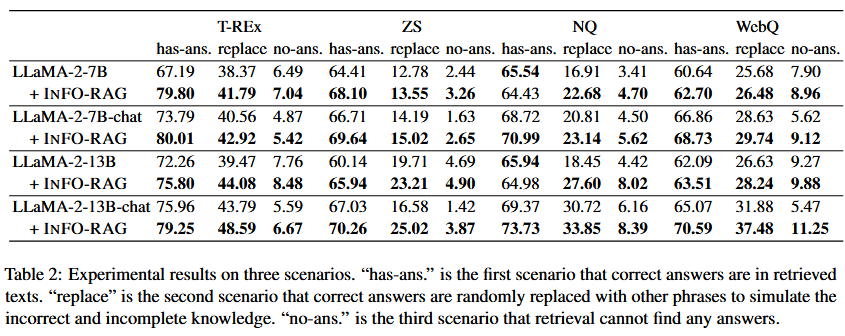 T-REx ZS NQ WebQ
has-ans. replace no-ans. has-ans. replace no-ans. has-ans. replace no-ans. has-ans. replace no-ans.
LLaMA-2-7B 67.19 38.37 6.49 64.41 12.78 2.44 65.54 16.91 3.41 60.64 25.68 7.90
+ INFO-RAG 79.80 41.79 7.04 68.10 13.55 3.26 64.43 22.68 4.70 62.70 26.48 8.96
LLaMA-2-7B-chat 73.79 40.56 4.87 66.71 14.19 1.63 68.72 20.81 4.50 66.86 28.63 5.62
+ INFO-RAG 80.01 42.92 5.42 69.64 15.02 2.65 70.99 23.14 5.62 68.73 29.74 9.12
LLaMA-2-13B 72.26 39.47 7.76 60.14 19.71 4.69 65.94 18.45 4.42 62.09 26.63 9.27
+ INFO-RAG 75.80 44.08 8.48 65.94 23.21 4.90 64.98 27.60 8.02 63.51 28.24 9.88
LLaMA-2-13B-chat 75.96 43.79 5.59 67.03 16.58 1.42 69.37 30.72 6.16 65.07 31.88 5.47
+ INFO-RAG 79.25 48.59 6.67 70.26 25.02 3.87 73.73 33.85 8.39 70.59 37.48 11.25
Table 2: Experimental results on three scenarios. “has-ans.” is the first scenario that correct answers are in retrieved
texts. “replace” is the second scenario that correct answers are randomly replaced with other phrases to simulate the
incorrect and incomplete knowledge. “no-ans.” is the third scenario that retrieval cannot find any answers.